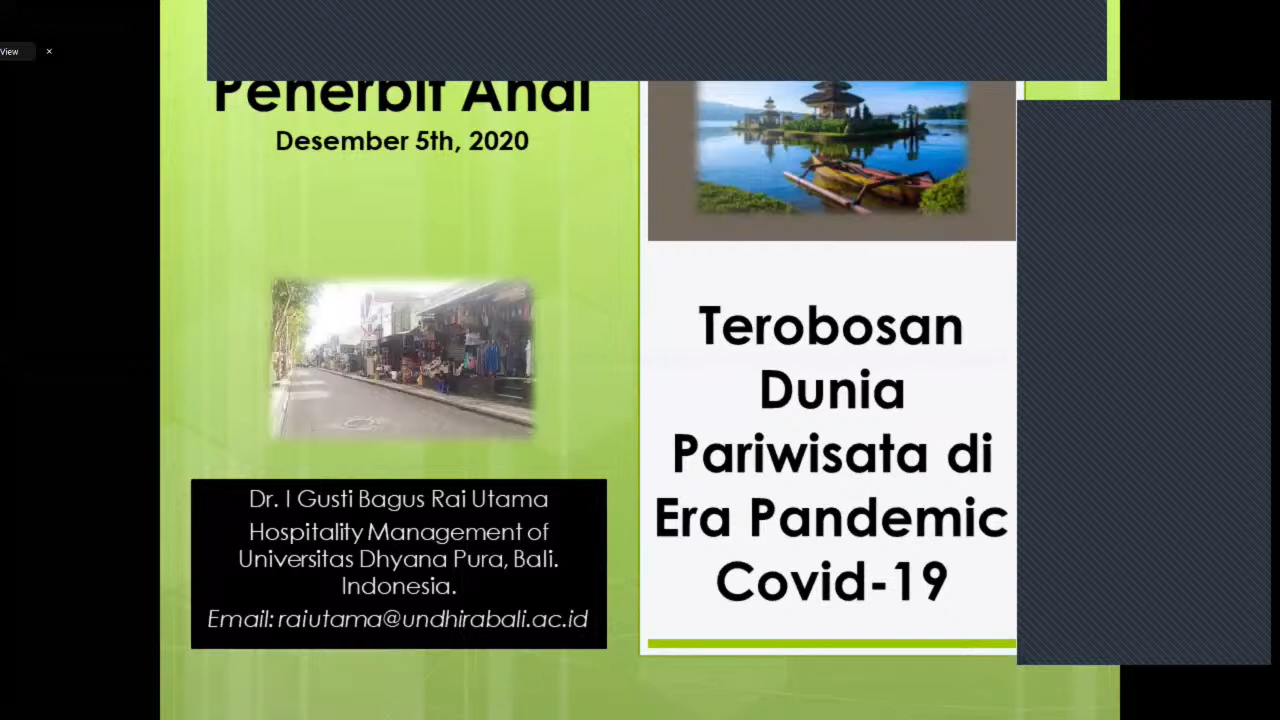 View ×
Penerbit Andi
Desember 5th, 2020
Dr. I Gusti Bagus Rai Utama
Hospitality Management of
Universitas Dhyana Pura, Bali.
Indonesia.
Email: raiutama@undhirabali.ac.id
Terobosan
Dunia
Pariwisata di
Era Pandemic
Covid-19